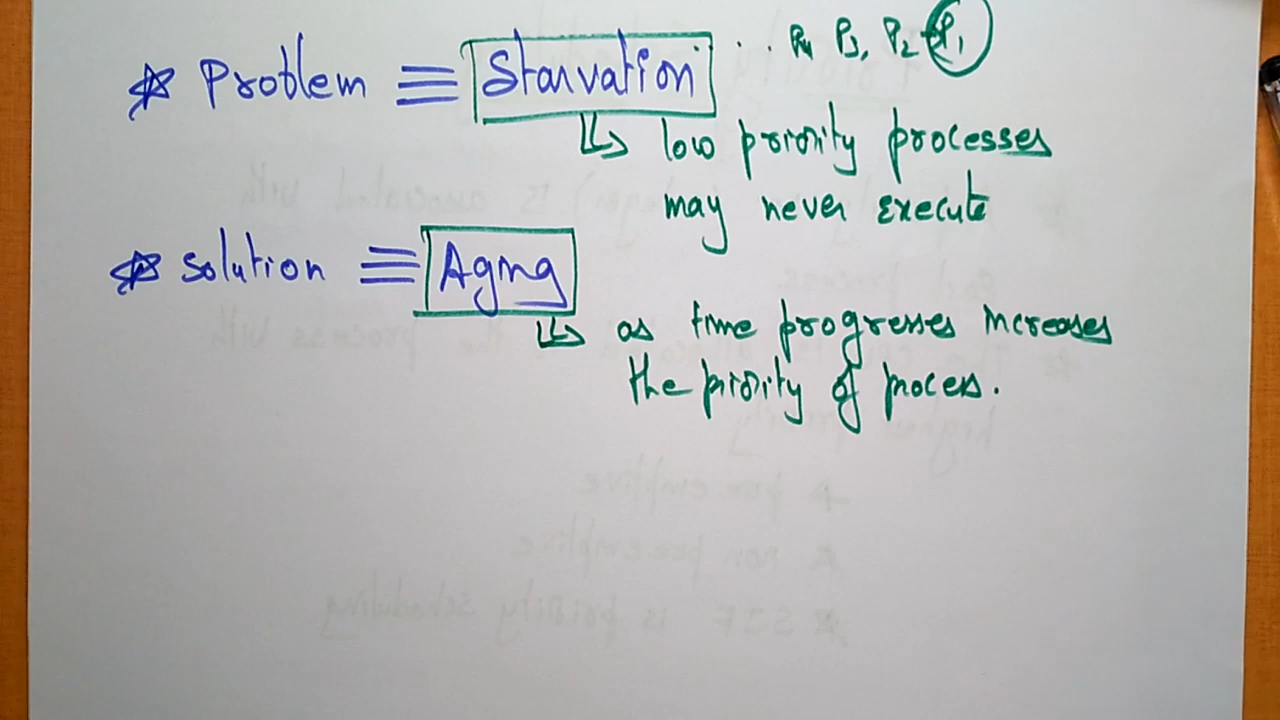 P4 P3, P2 P1
☆ Problem ≡ Starvation . .
↳ low priority processes
may never execute
☆ Solution ≡ Aging
↳ as time progresses increases
the priority of process.